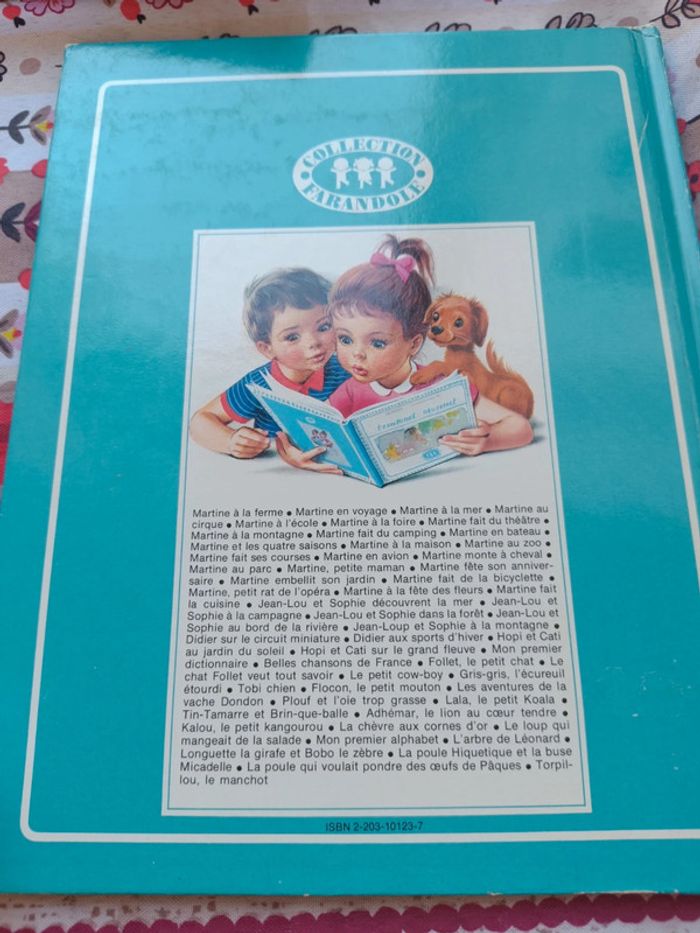 COLLECTION
FARANDOLE
Martine à la ferme • Martine en voyage • Martine à la mer • Martine au
cirque • Martine à l'école • Martine à la foire • Martine fait du théâtre •
Martine à la montagne • Martine fait du camping • Martine en bateau •
Martine et les quatre saisons • Martine à la maison • Martine au zoo •
Martine fait ses courses • Martine en avion • Martine monte à cheval •
Martine au parc • Martine, petite maman • Martine fête son anniver-
saire • Martine embellit son jardin • Martine fait de la bicyclette •
Martine, petit rat de l'opéra • Martine à la fête des fleurs • Martine fait
la cuisine • Jean-Lou et Sophie découvrent la mer • Jean-Lou et
Sophie à la campagne • Jean-Lou et Sophie dans la forêt • Jean-Lou et
Sophie au bord de la rivière • Jean-Loup et Sophie à la montagne •
Didier sur le circuit miniature • Didier aux sports d'hiver • Hopi et Cati
au jardin du soleil • Hopi et Cati sur le grand fleuve • Mon premier
dictionnaire • Belles chansons de France • Follet, le petit chat • Le
chat Follet veut tout savoir • Le petit cow-boy • Gris-gris, l'écureuil
étourdi • Tobi chien • Flocon, le petit mouton • Les aventures de la
vache Dondon • Plouf et l'oie trop grasse • Lala, le petit Koala •
Tin-Tamarre et Brin-que-balle • Adhémar, le lion au cœur tendre •
Kalou, le petit kangourou • La chèvre aux cornes d'or • Le loup qui
mangeait de la salade • Mon premier alphabet • L'arbre de Léonard •
Longuette la girafe et Bobo le zèbre • La poule Hiquetique et la buse
Micadelle • La poule qui voulait pondre des œufs de Pâques • Torpil-
lou, le manchot
ISBN 2-203-10123-7